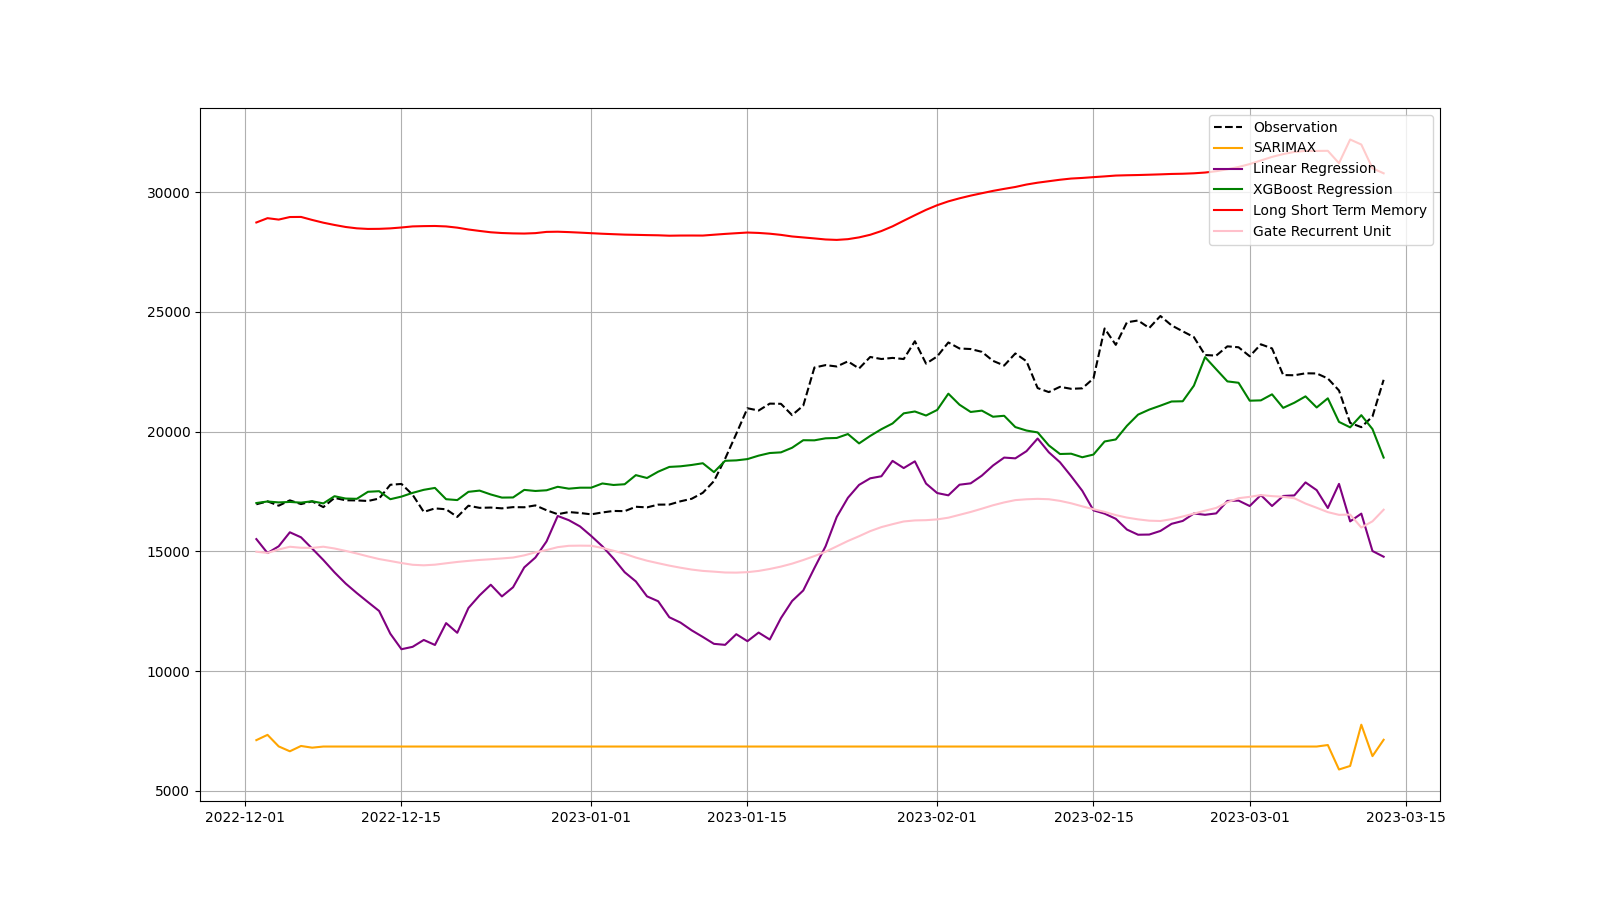 Observation
SARIMAX
Linear Regression
XGBoost Regression
Long Short Term Memory
Gate Recurrent Unit
30000
25000
20000
15000
10000
5000
2022-12-01 2022-12-15 2023-01-01 2023-01-15 2023-02-01 2023-02-15 2023-03-01 2023-03-15